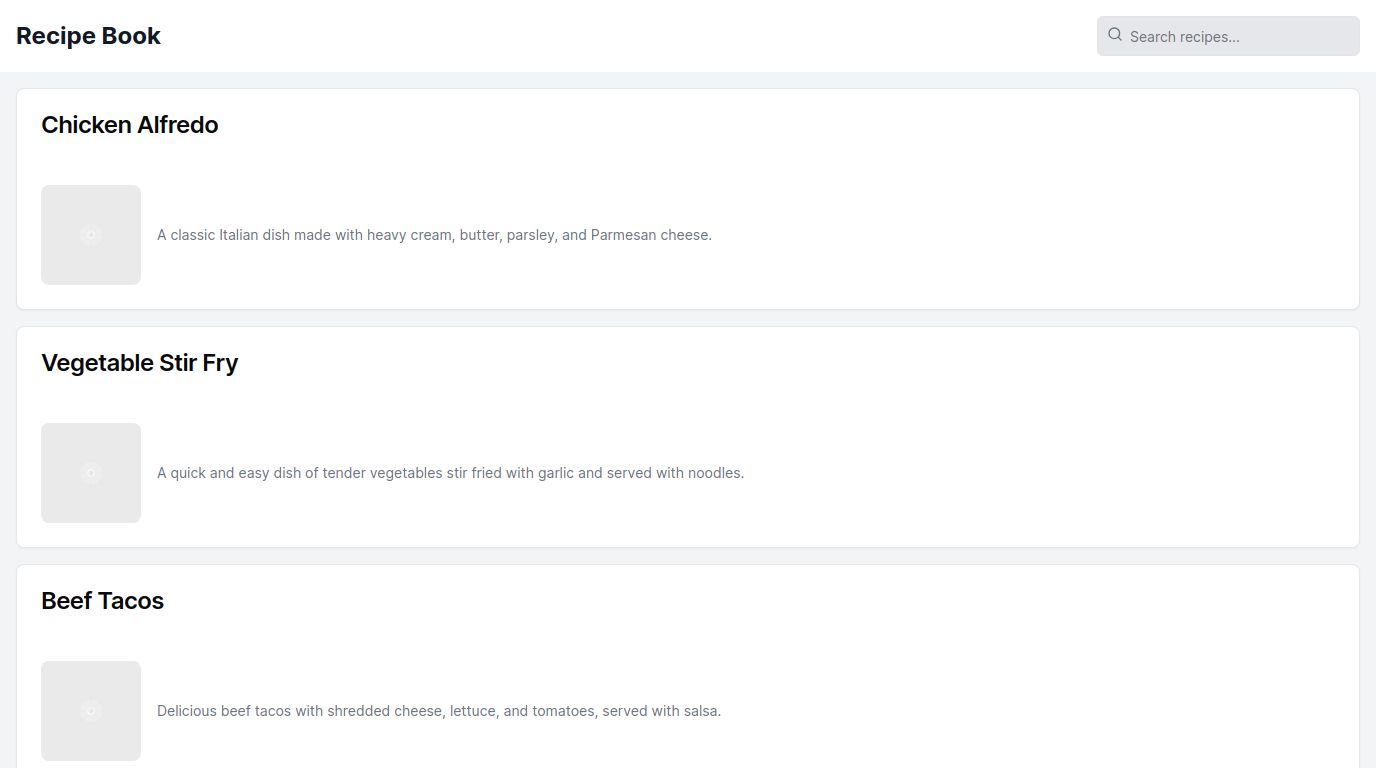 Recipe Book
Search recipes...
Chicken Alfredo
A classic Italian dish made with heavy cream, butter, parsley, and Parmesan cheese.
Vegetable Stir Fry
A quick and easy dish of tender vegetables stir fried with garlic and served with noodles.
Beef Tacos
Delicious beef tacos with shredded cheese, lettuce, and tomatoes, served with salsa.